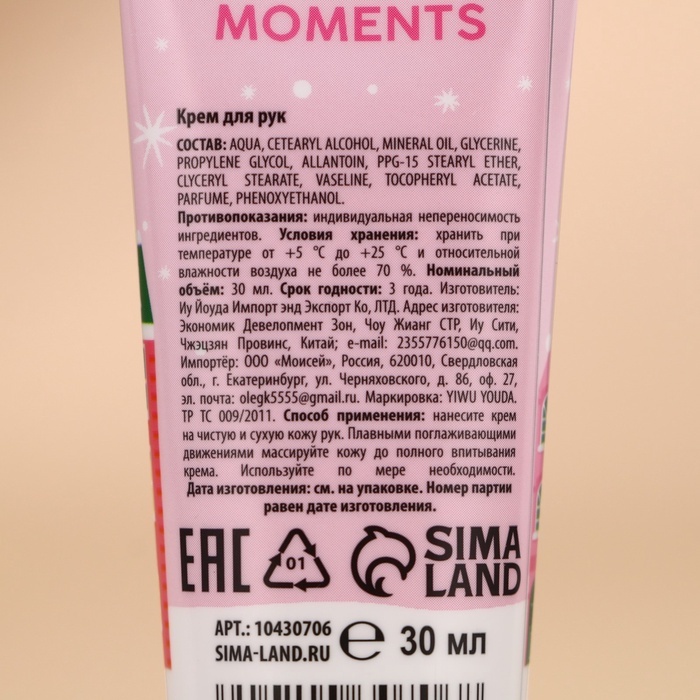 MOMENTS
Крем для рук
СОСТАВ: AQUA, CETEARYL ALCOHOL, MINERAL OIL, GLYCERINE,
PROPYLENE GLYCOL, ALLANTOIN, PPG-15 STEARYL ETHER,
GLYCERYL STEARATE, VASELINE, TOCOPHERYL ACETATE,
PARFUME, PHENOXYETHANOL.
Противопоказания: индивидуальная непереносимость
ингредиентов. Условия хранения: хранить при
температуре от +5 °С до +25 °С и относительной
влажности воздуха не более 70 %. Номинальный
объём: 30 мл. Срок годности: 3 года. Изготовитель:
Иу Йоуда Импорт энд Экспорт Ко, ЛТД. Адрес изготовителя:
Экономик Девелопмент Зон, Чоу Жианг СТР, Иу Сити,
Чжэцзян Провинс, Китай; e-mail: 2355776150@qq.com.
Импортёр: ООО «Моисей», Россия, 620010, Свердловская
обл., г. Екатеринбург, ул. Черняховского, д. 86, оф. 27,
эл. почта: olegk5555@gmail.ru. Маркировка: YIWU YOUDA.
ТР ТС 009/2011. Способ применения: нанесите крем
на чистую и сухую кожу рук. Плавными поглаживающими
движениями массируйте кожу до полного впитывания
крема. Используйте по мере необходимости.
Дата изготовления: см. на упаковке. Номер партии
равен дате изготовления.
EAC 01 SIMA
LAND
АРТ.: 10430706 e 30 мл
SIMA-LAND.RU